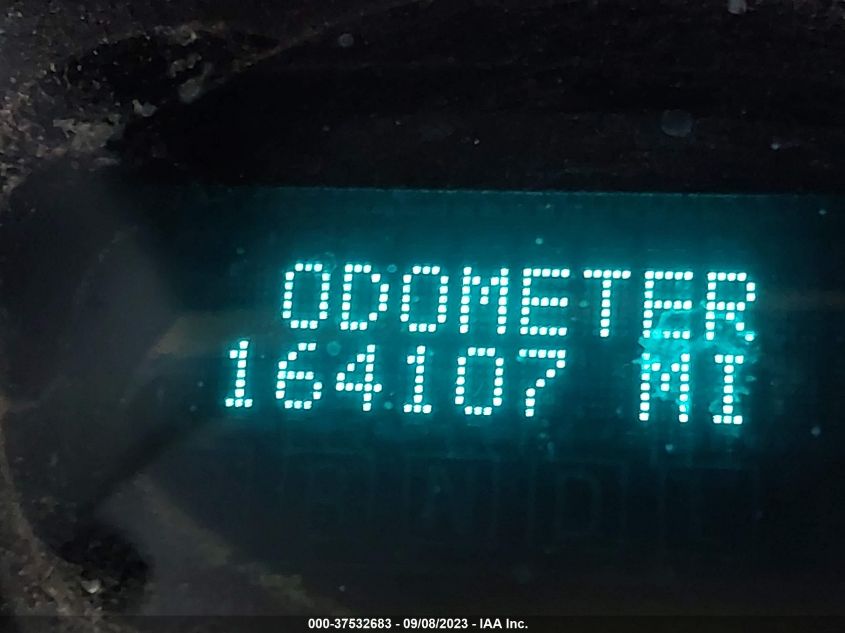 ODOMETER
164107 MI
000-37532683 - 09/08/2023 - IAA Inc.